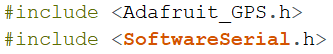 #include <Adafruit_GPS.h>
#include <SoftwareSerial.h>